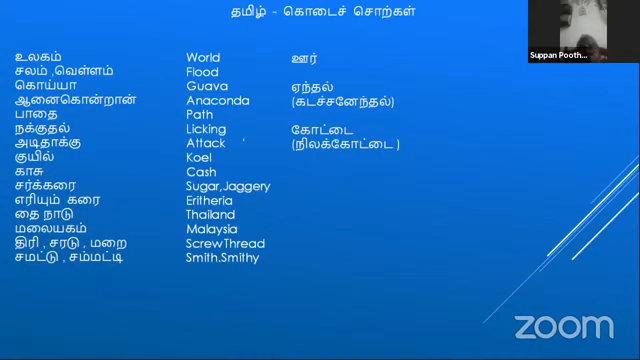 தமிழ் - கொடைச் சொற்கள்
Suppan Pooth...
உலகம் World ஊர்
சலம் ,வெள்ளம் Flood
கொய்யா Guava ஏந்தல்
ஆனைகொன்றான் Anaconda (கடச்சனேந்தல்)
பாதை Path
நக்குதல் Licking கோட்டை
அடிதாக்கு Attack ' (நிலக்கோட்டை )
குயில் Koel
காசு Cash
சர்க்கரை Sugar,Jaggery
எரியும் கரை Eritheria
தை நாடு Thailand
மலையகம் Malaysia
திரி , சரடு , மறை Screw Thread
சமட்டு , சம்மட்டி Smith.Smithy
zoom